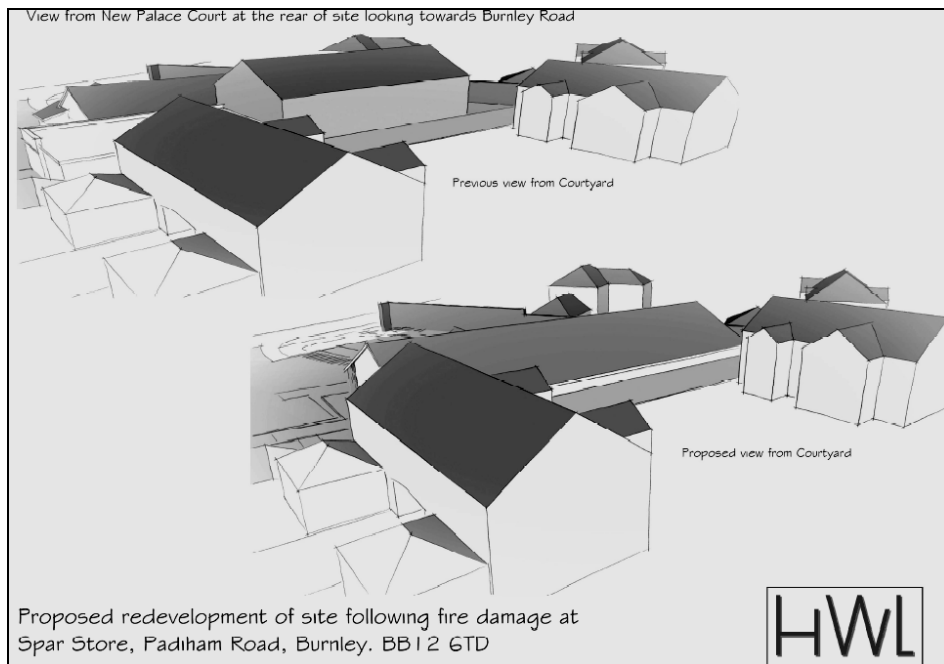 View from New Palace Court at the rear of site looking towards Burnley Road
Previous view from Courtyard
Proposed view from Courtyard
Proposed redevelopment of site following fire damage at
Spar Store, Padiham Road, Burnley. BB12 6TD
HWL